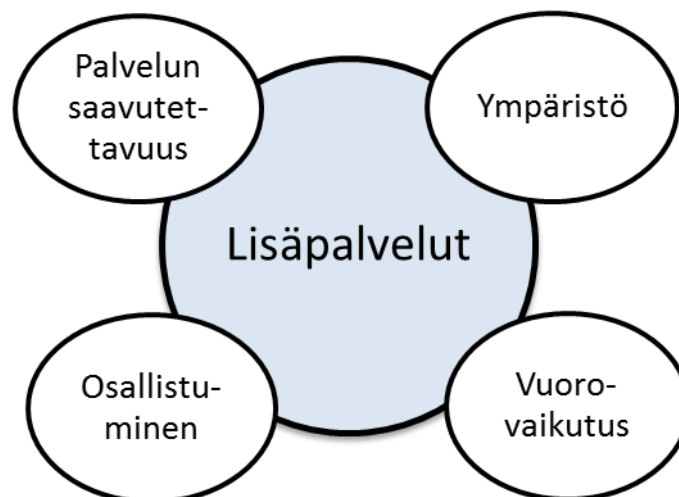 Palvelun
saavutet-
tavuus
Ympäristö
Lisäpalvelut
Osallistu-
minen
Vuoro-
vaikutus